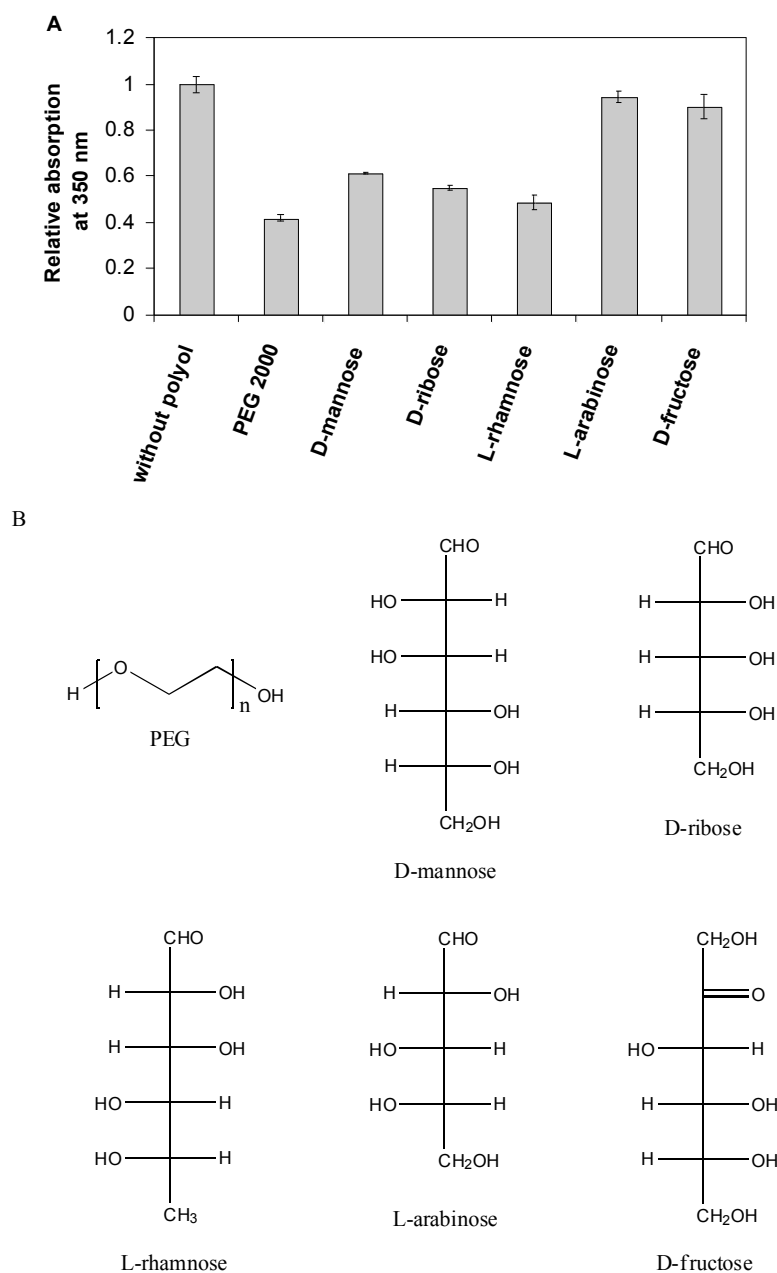 A
Relative absorption
at 350 nm
1.2
1
0.8
0.6
0.4
0.2
0
without polyol
PEG 2000
D-mannose
D-ribose
L-rhamnose
L-arabinose
D-fructose
B
H
O
n
OH
PEG
CHO
HO H
HO H
H OH
H OH
CH2OH
D-mannose
CHO
H OH
H OH
H OH
CH2OH
D-ribose
CHO
H OH
H OH
HO H
HO H
CH3
L-rhamnose
CHO
H OH
HO H
HO H
CH2OH
L-arabinose
CH2OH
O
HO H
H OH
H OH
CH2OH
D-fructose